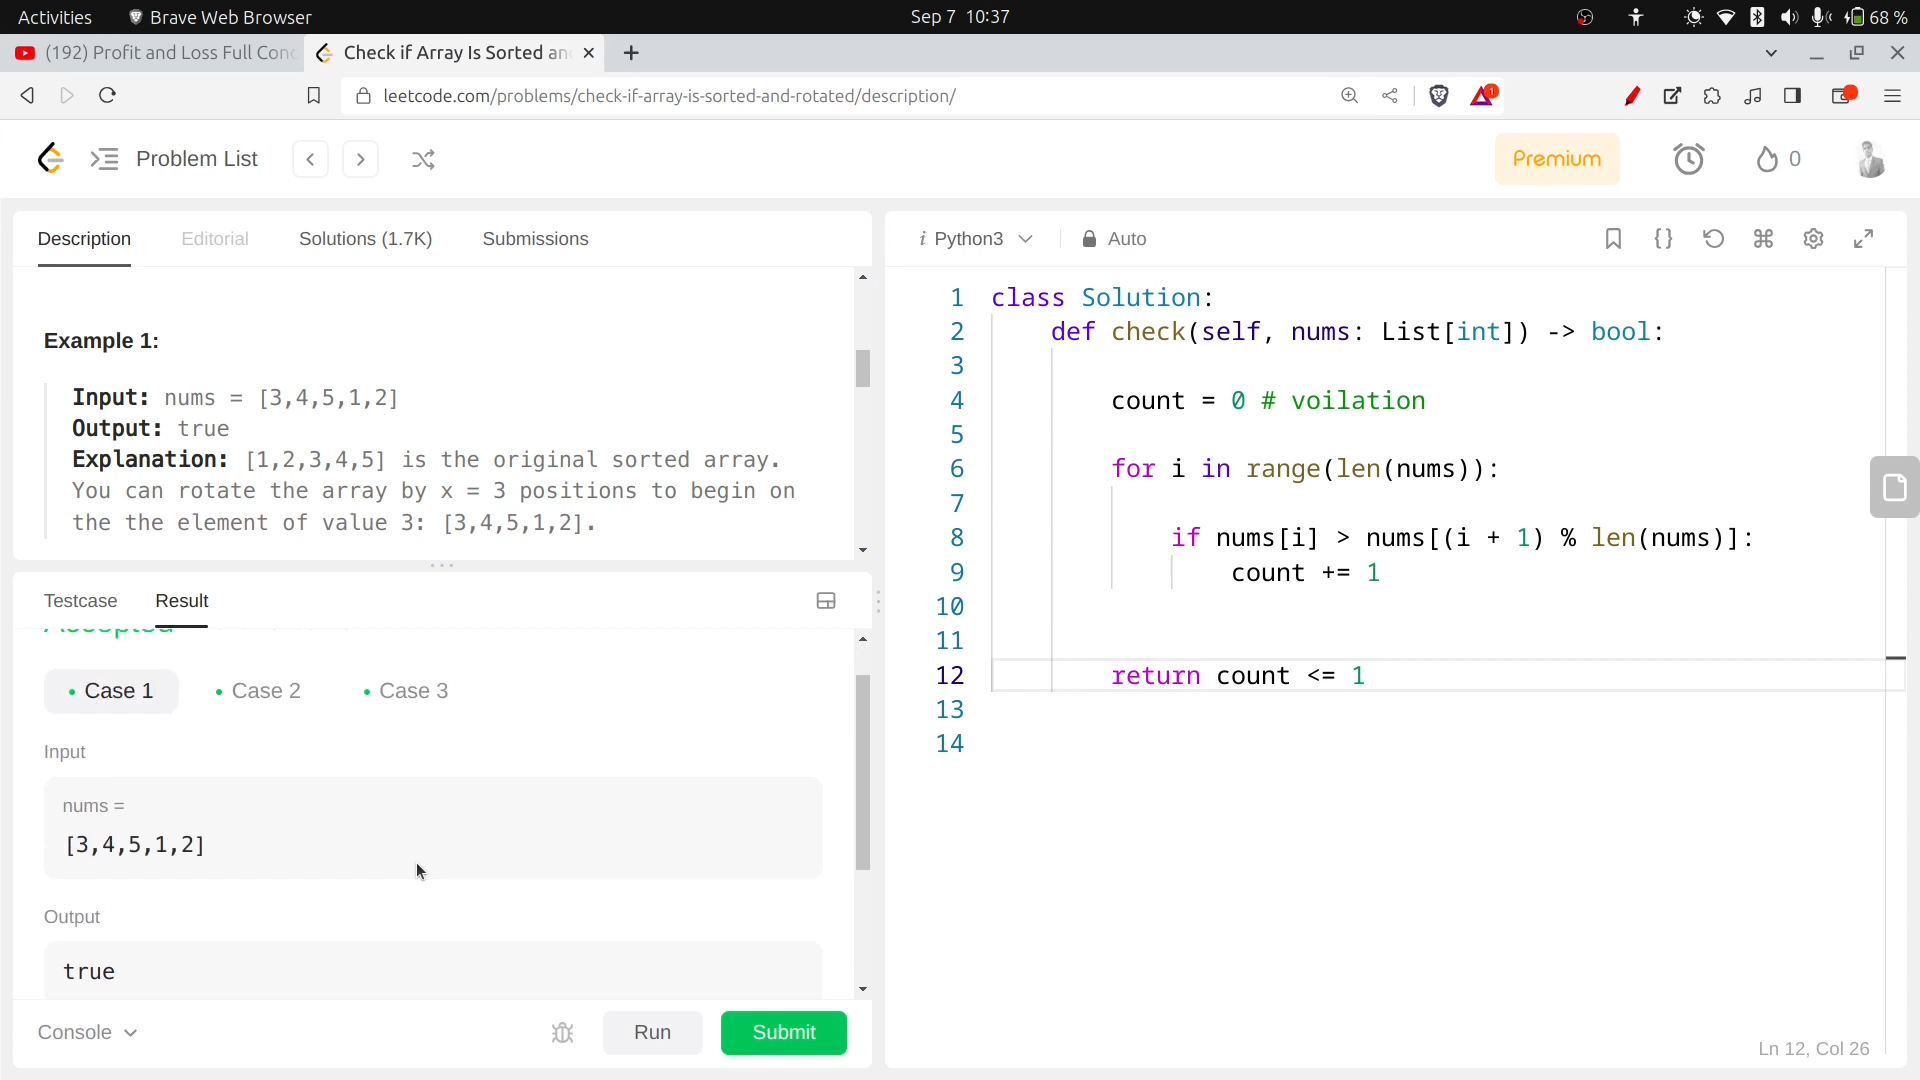 Activities
Brave Web Browser
Sep 7 10:37
68 %
(192) Profit and Loss Full Conc
Check if Array Is Sorted an
leetcode.com/problems/check-if-array-is-sorted-and-rotated/description/
1
Problem List
Premium
0
Description
Editorial
Solutions (1.7K)
Submissions
Example 1:
Input: nums = [3,4,5,1,2]
Output: true
Explanation: [1,2,3,4,5] is the original sorted array.
You can rotate the array by x = 3 positions to begin on
the the element of value 3: [3,4,5,1,2].
Testcase
Result
Accepted
Case 1
Case 2
Case 3
Input
nums =
[3,4,5,1,2]
Output
true
Console
Run
Submit
i Python3
Auto
1 class Solution:
2 def check(self, nums: List[int]) -> bool:
3
4 count = 0 # voilation
5
6 for i in range(len(nums)):
7
8 if nums[i] > nums[(i + 1) % len(nums)]:
9 count += 1
10
11
12 return count <= 1
13
14
Ln 12, Col 26